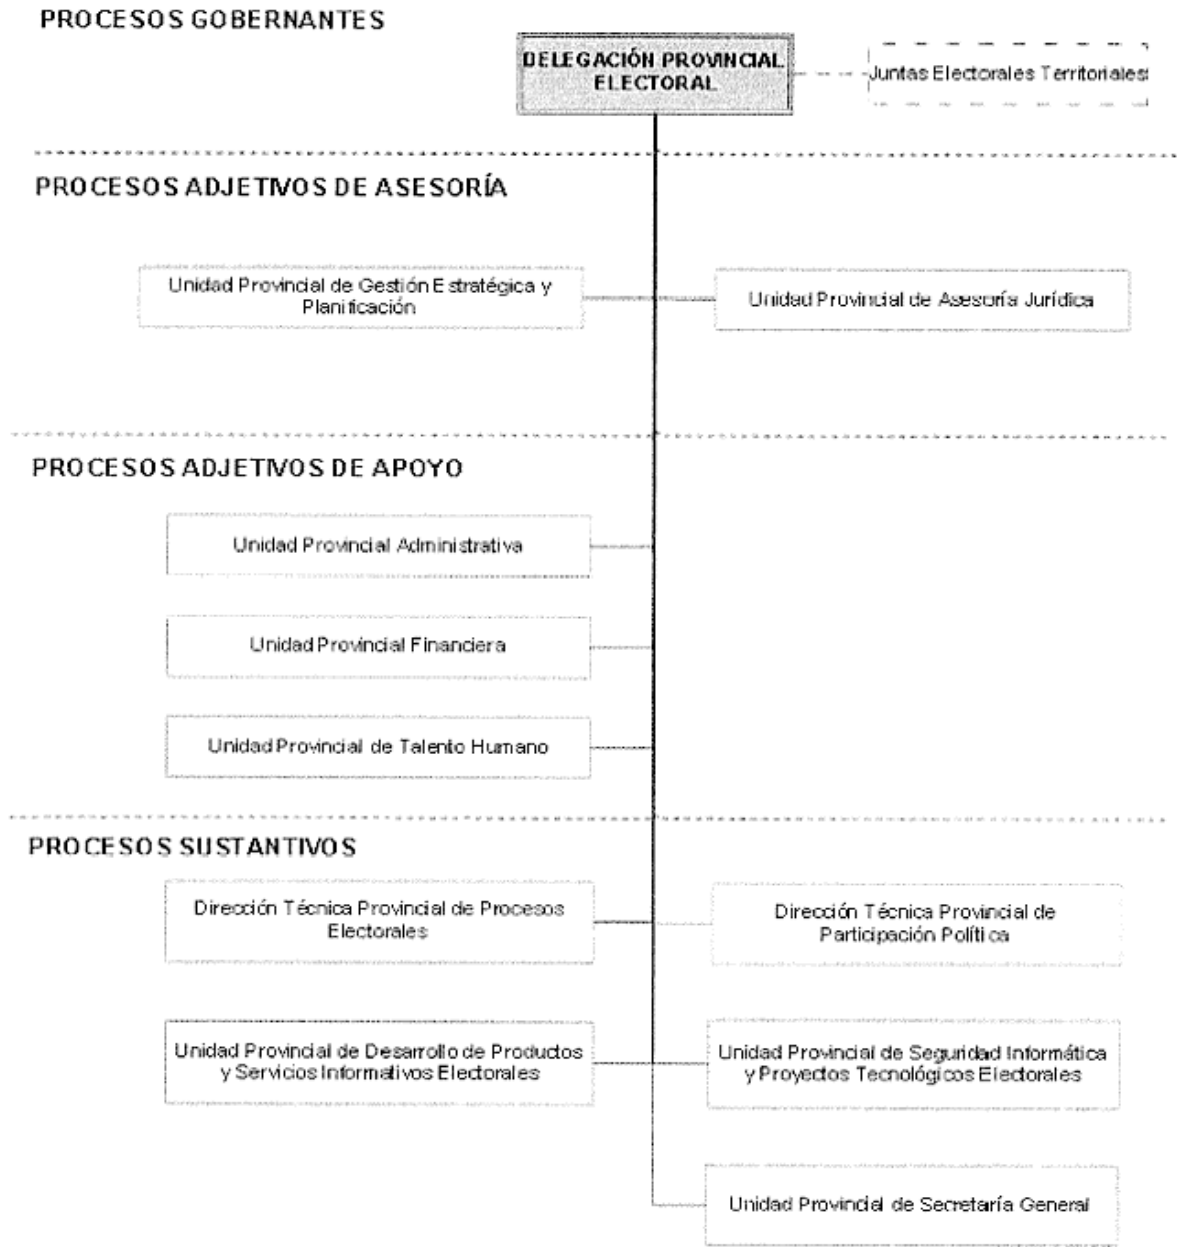 PROCESOS GOBERNANTES
DELEGACIÓN PROVINCIAL
ELECTORAL
Juntas Electorales Territoriales
PROCESOS ADJETIVOS DE ASESORÍA
Unidad Provincial de Gestión Estratégica y
Planificación
Unidad Provincial de Asesoría Jurídica
PROCESOS ADJETIVOS DE APOYO
Unidad Provincial Administrativa
Unidad Provincial Financiera
Unidad Provincial de Talento Humano
PROCESOS SUSTANTIVOS
Dirección Técnica Provincial de Procesos
Electorales
Dirección Técnica Provincial de
Participación Política
Unidad Provincial de Desarrollo de Productos
y Servicios Informativos Electorales
Unidad Provincial de Seguridad Informática
y Proyectos Tecnológicos Electorales
Unidad Provincial de Secretaría General